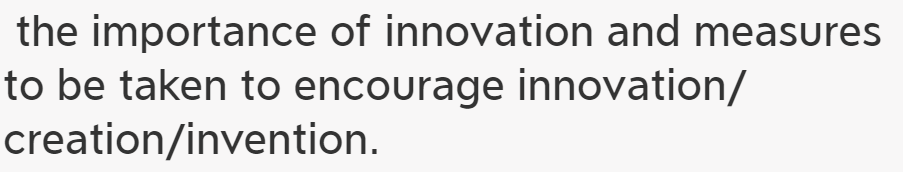 the importance of innovation and measures
to be taken to encourage innovation/
creation/invention.